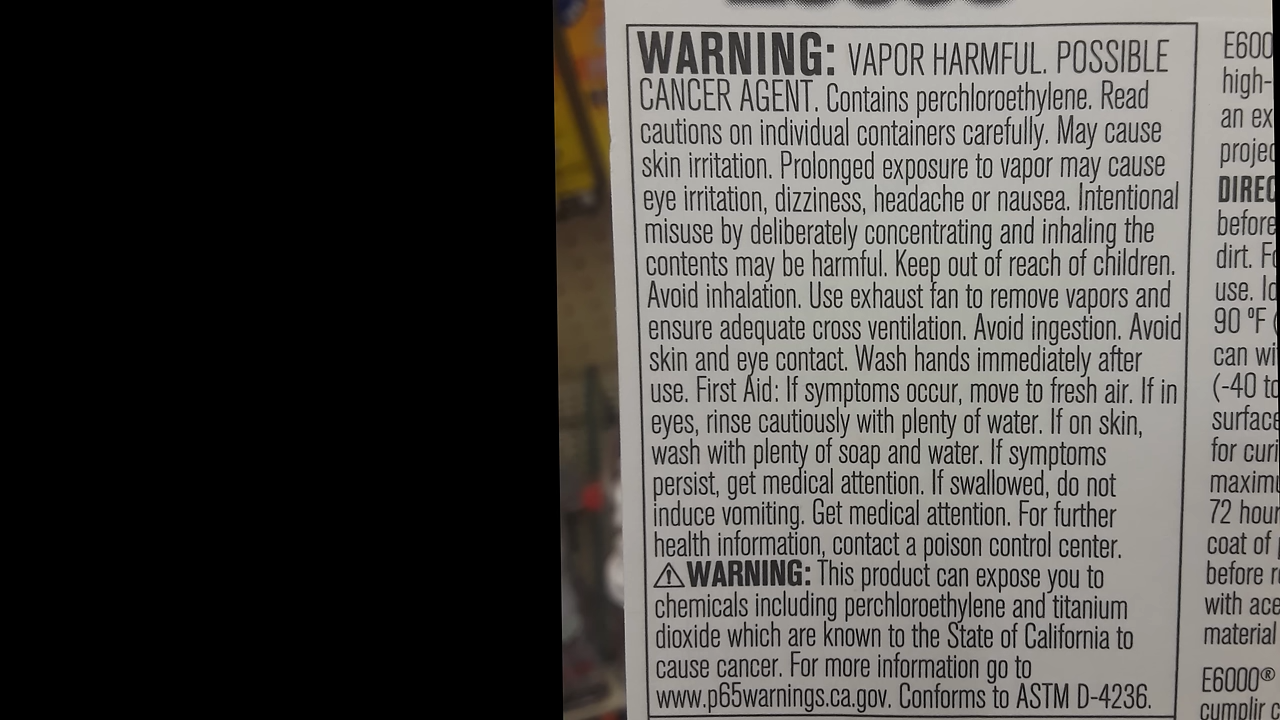 WARNING: VAPOR HARMFUL. POSSIBLE
CANCER AGENT. Contains perchloroethylene. Read
cautions on individual containers carefully. May cause
skin irritation. Prolonged exposure to vapor may cause
eye irritation, dizziness, headache or nausea. Intentional
misuse by deliberately concentrating and inhaling the
contents may be harmful. Keep out of reach of children.
Avoid inhalation. Use exhaust fan to remove vapors and
ensure adequate cross ventilation. Avoid ingestion. Avoid
skin and eye contact. Wash hands immediately after
use. First Aid: If symptoms occur, move to fresh air. If in
eyes, rinse cautiously with plenty of water. If on skin,
wash with plenty of soap and water. If symptoms
persist, get medical attention. If swallowed, do not
induce vomiting. Get medical attention. For further
health information, contact a poison control center.
⚠WARNING: This product can expose you to
chemicals including perchloroethylene and titanium
dioxide which are known to the State of California to
cause cancer. For more information go to
www.p65warnings.ca.gov. Conforms to ASTM D-4236.
E600
high-
an ex
projec
DIREC
before
dirt.
use.
90 °F
can wi
(-40 to
surface
for curi
maximu
72 hour
coat of
before
with ace
material
E6000®
cumplir